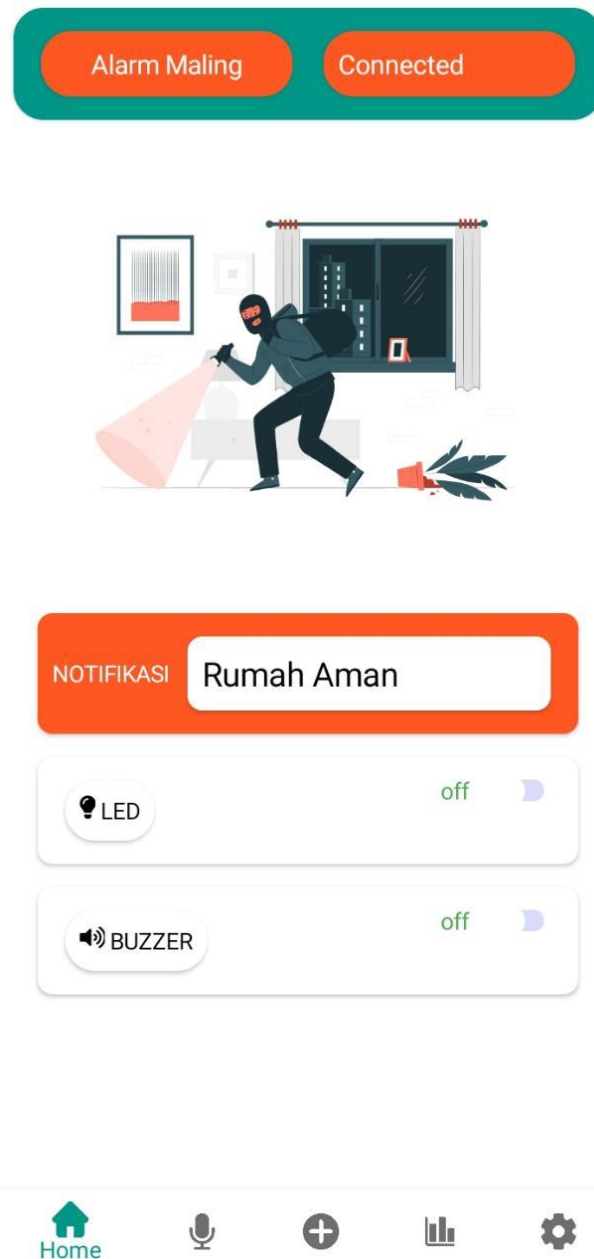 Alarm Maling
Connected
NOTIFIKASI
Rumah Aman
LED
off
BUZZER
off
Home